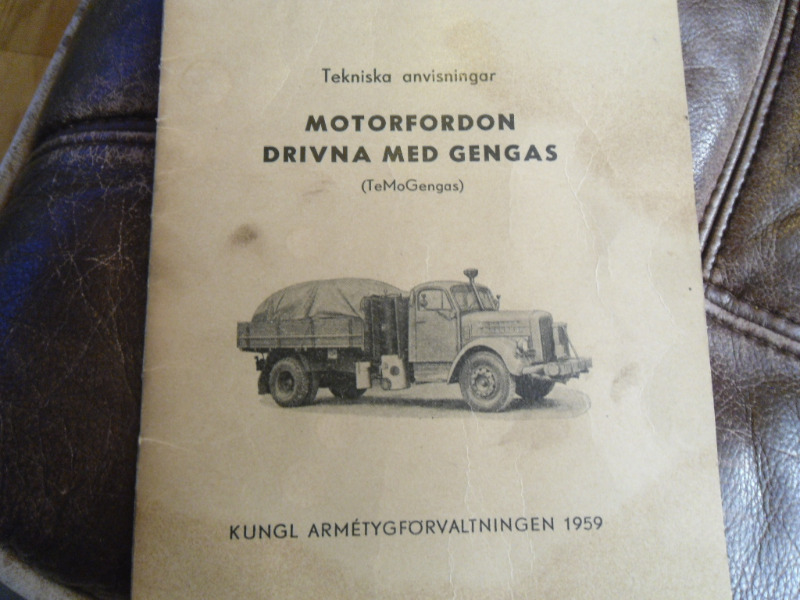 Tekniska anvisningar
MOTORFORDON
DRIVNA MED GENGAS
(TeMoGengas)
KUNGL ARMÉTYGFÖRVALTNINGEN 1959